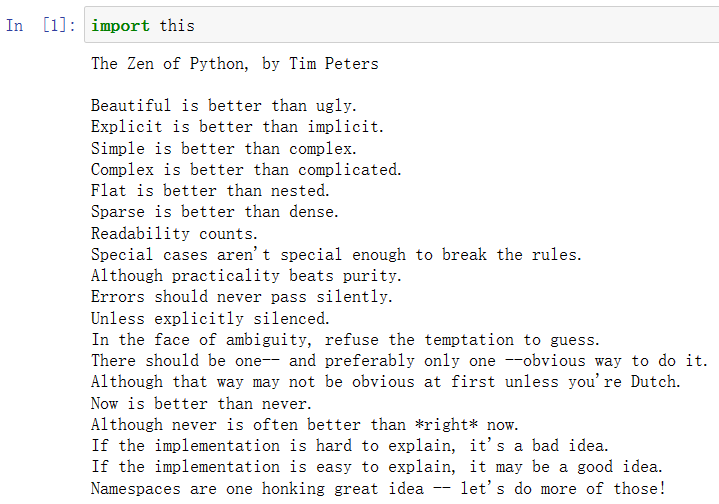 In [1]: import this
The Zen of Python, by Tim Peters
Beautiful is better than ugly.
Explicit is better than implicit.
Simple is better than complex.
Complex is better than complicated.
Flat is better than nested.
Sparse is better than dense.
Readability counts.
Special cases aren't special enough to break the rules.
Although practicality beats purity.
Errors should never pass silently.
Unless explicitly silenced.
In the face of ambiguity, refuse the temptation to guess.
There should be one-- and preferably only one --obvious way to do it.
Although that way may not be obvious at first unless you're Dutch.
Now is better than never.
Although never is often better than *right* now.
If the implementation is hard to explain, it's a bad idea.
If the implementation is easy to explain, it may be a good idea.
Namespaces are one honking great idea -- let's do more of those!